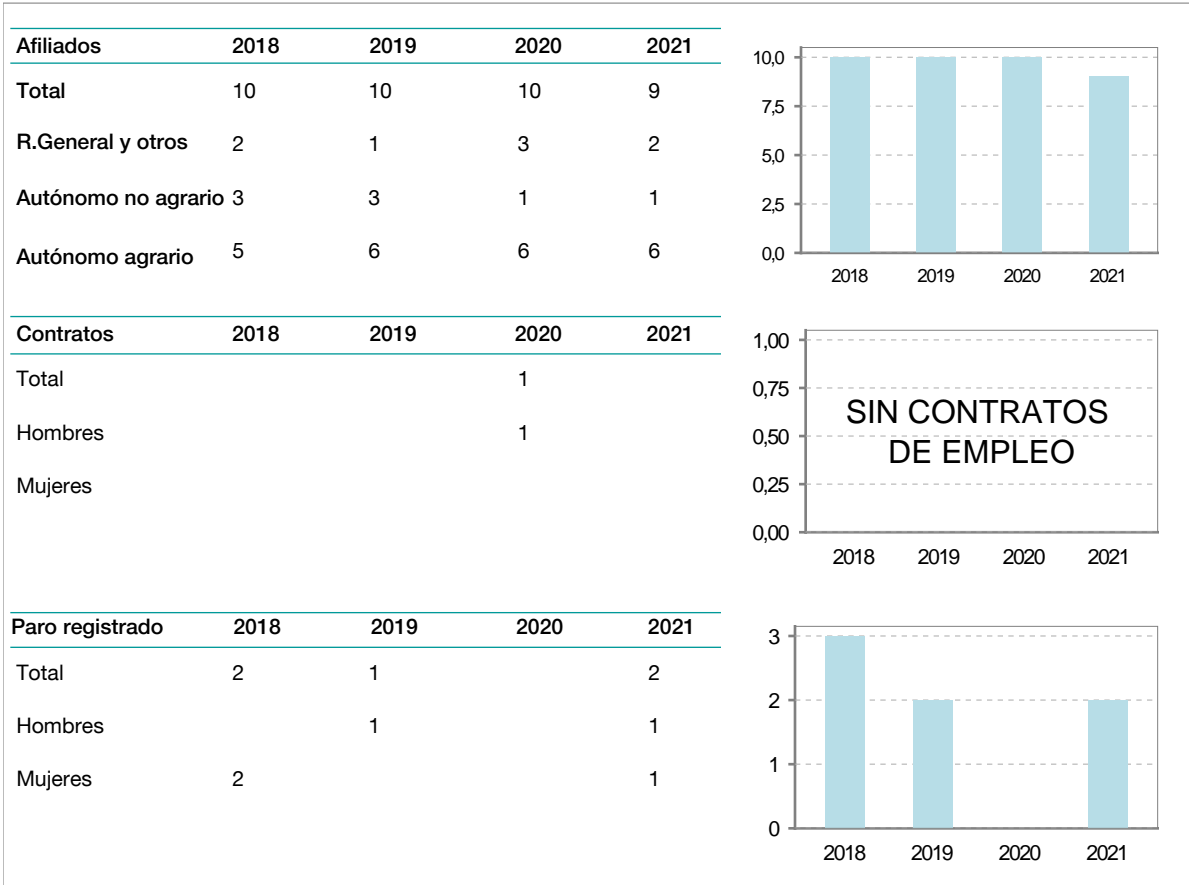 Afiliados 2018 2019 2020 2021
Total 10 10 10 9
R.General y otros 2 1 3 2
Autónomo no agrario 3 3 1 1
Autónomo agrario 5 6 6 6
10,0
7,5
5,0
2,5
0,0
2018 2019 2020 2021
Contratos 2018 2019 2020 2021
Total 1
Hombres 1
Mujeres
1,00
0,75
0,50
0,25
0,00
SIN CONTRATOS
DE EMPLEO
2018 2019 2020 2021
Paro registrado 2018 2019 2020 2021
Total 2 1 2
Hombres 1 1
Mujeres 2 1
3
2
1
0
2018 2019 2020 2021